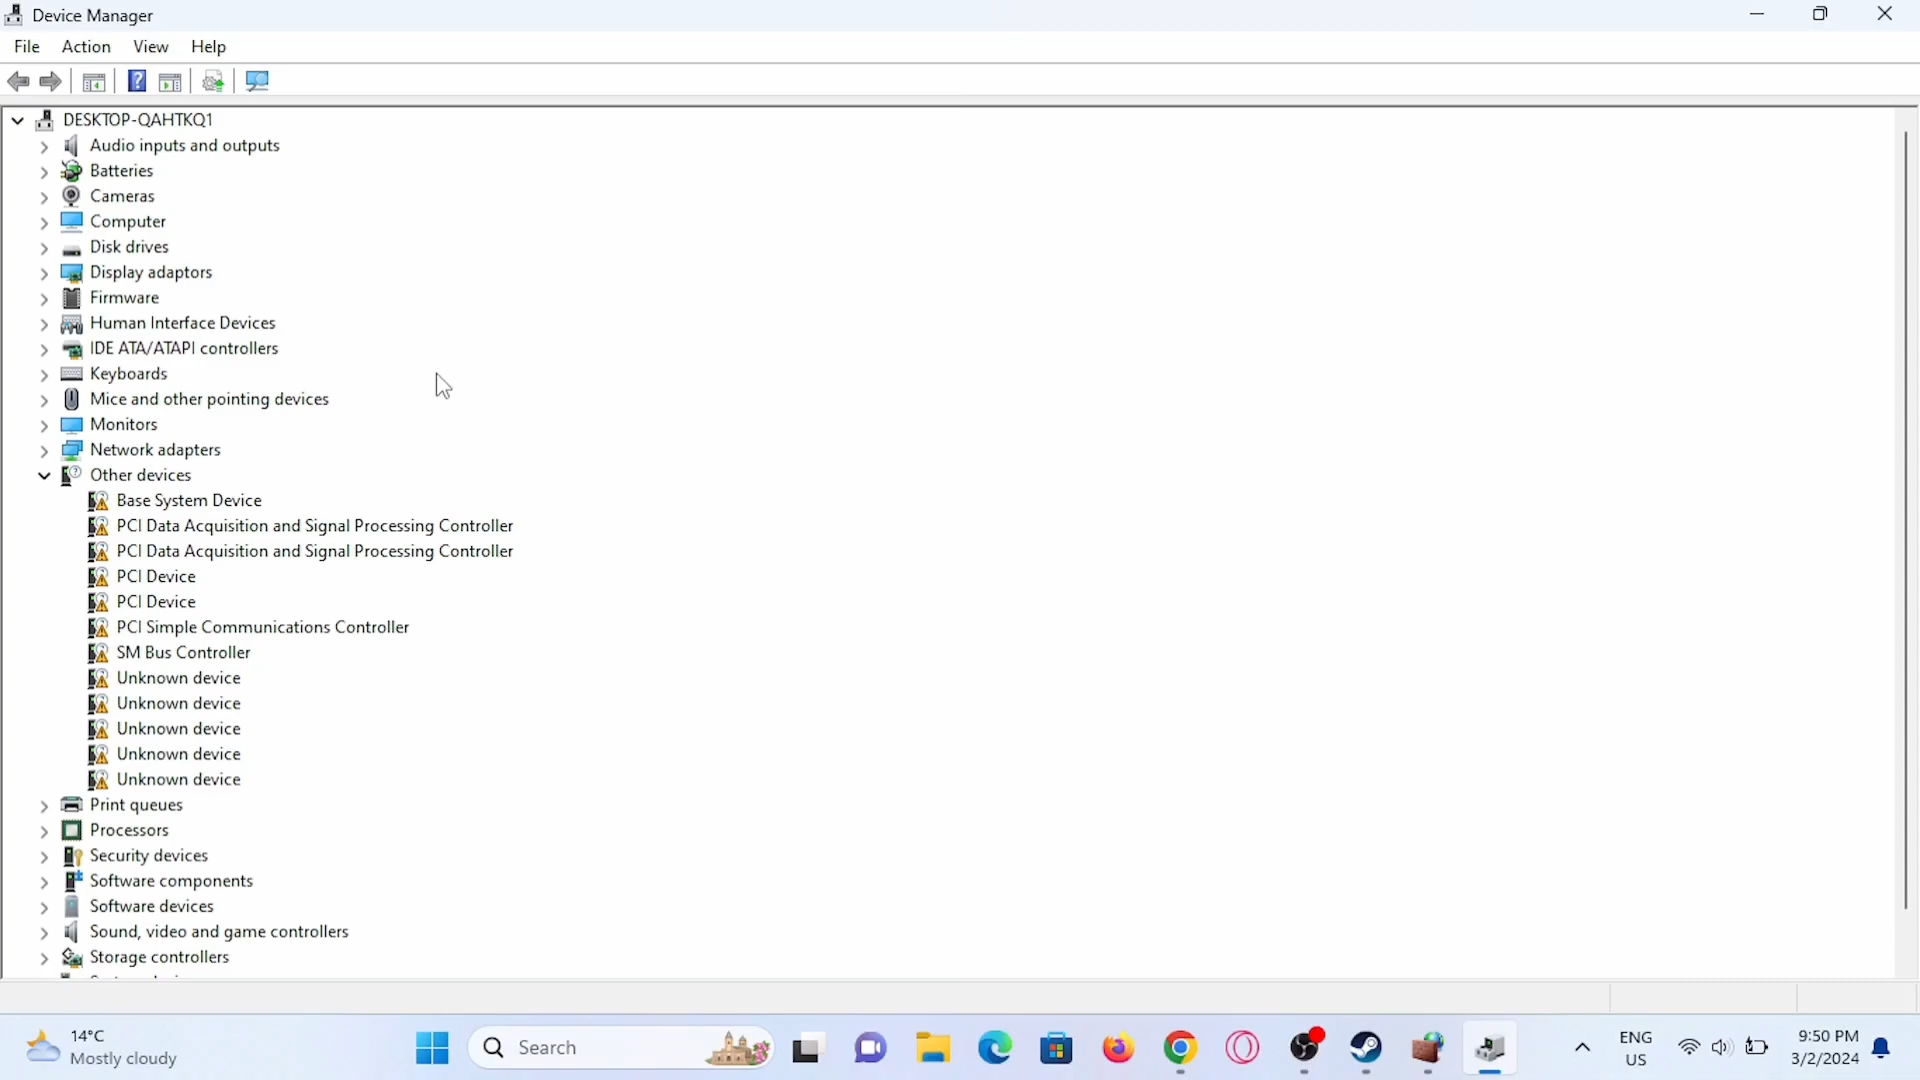 Device Manager
File Action View Help
DESKTOP-QAHTKQ1
Audio inputs and outputs
Batteries
Cameras
Computer
Disk drives
Display adaptors
Firmware
Human Interface Devices
IDE ATA/ATAPI controllers
Keyboards
Mice and other pointing devices
Monitors
Network adapters
Other devices
Base System Device
PCI Data Acquisition and Signal Processing Controller
PCI Data Acquisition and Signal Processing Controller
PCI Device
PCI Device
PCI Simple Communications Controller
SM Bus Controller
Unknown device
Unknown device
Unknown device
Unknown device
Unknown device
Print queues
Processors
Security devices
Software components
Software devices
Sound, video and game controllers
Storage controllers
14°C
Mostly cloudy
Search
ENG
US
9:50 PM
3/2/2024